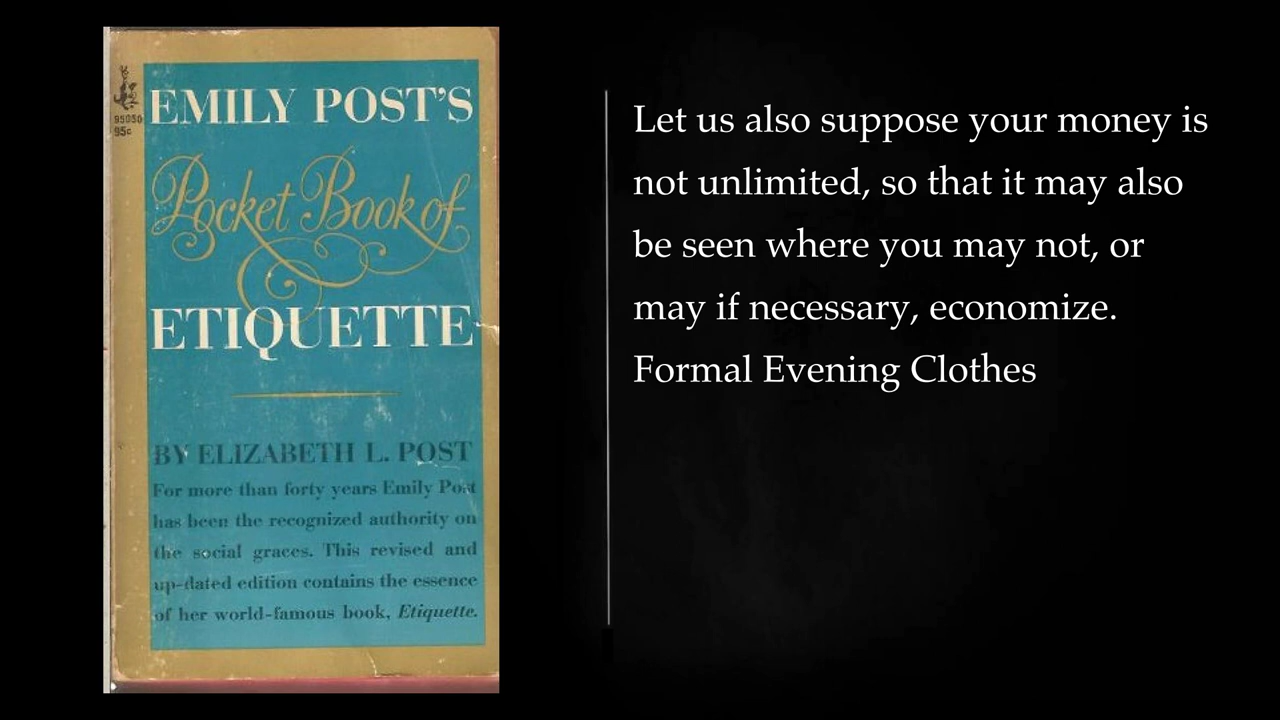 95050
95c
EMILY POST'S
Pocket Book of
ETIQUETTE
BY ELIZABETH L. POST
For more than forty years Emily Post
has been the recognized authority on
the social graces. This revised and
up-dated edition contains the essence
of her world-famous book, Etiquette.
Let us also suppose your money is
not unlimited, so that it may also
be seen where you may not, or
may if necessary, economize.
Formal Evening Clothes